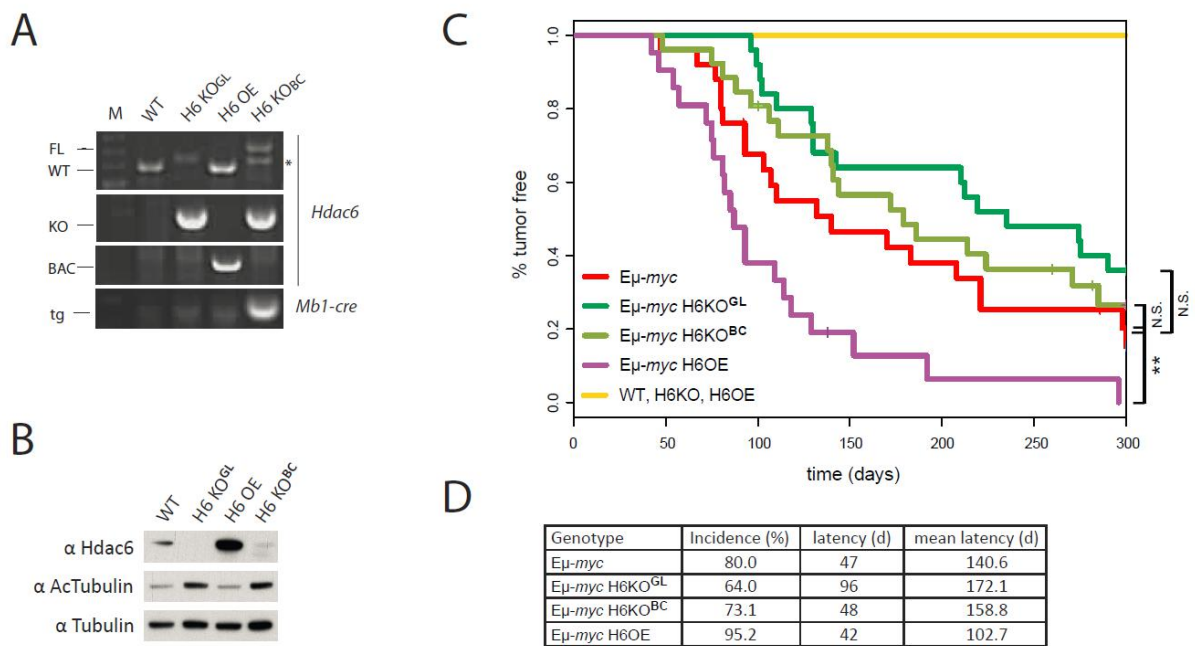 A
M WT H6 KOGL H6 OE H6 KOBC
FL
WT
*
KO
Hdac6
BAC
tg
Mb1-cre
B
WT H6 KOGL H6 OE H6 KOBC
α Hdac6
α AcTubulin
α Tubulin
C
% tumor free
1.0
0.8
0.6
0.4
0.2
0.0
Eμ-myc
Eμ-myc H6KOGL
Eμ-myc H6KOBC
Eμ-myc H6OE
WT, H6KO, H6OE
N.S.
N.S.
**
0 50 100 150 200 250 300
time (days)
D
Genotype Incidence (%) latency (d) mean latency (d)
Eμ-myc 80.0 47 140.6
Eμ-myc H6KOGL 64.0 96 172.1
Eμ-myc H6KOBC 73.1 48 158.8
Eμ-myc H6OE 95.2 42 102.7